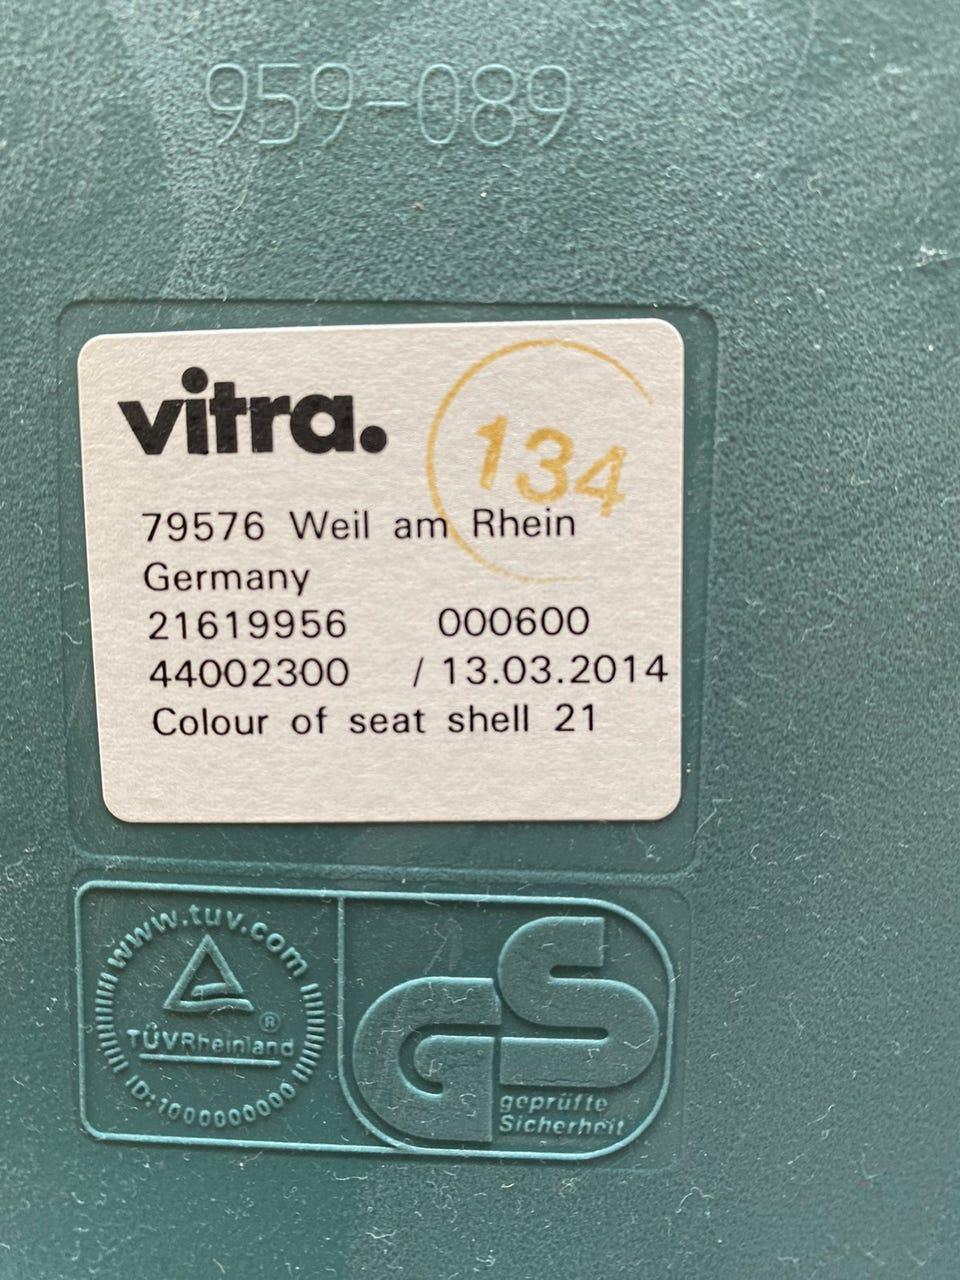 959-089
vitra.
134
79576 Weil am Rhein
Germany
21619956 000600
44002300 / 13.03.2014
Colour of seat shell 21
www.tuv.com
®
TÜVRheinland
ID:1000000000
GS
geprüfte
Sicherheit